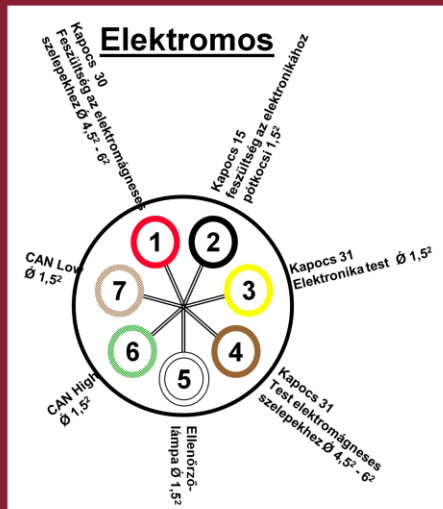 Elektromos
Kapocs 30
Feszültség az elektromágneses
szelepekhez Ø 4,5² - 6²
Kapocs 15
feszültség az elektronikához
pótkocsi 1,5²
1
2
3
4
5
6
7
Kapocs 31
Elektronika test Ø 1,5²
Kapocs 31
Test elektromágneses
szelepekhez Ø 4,5² - 6²
Ellenőrző-
lámpa Ø 1,5²
CAN High
Ø 1,5²
CAN Low
Ø 1,5²